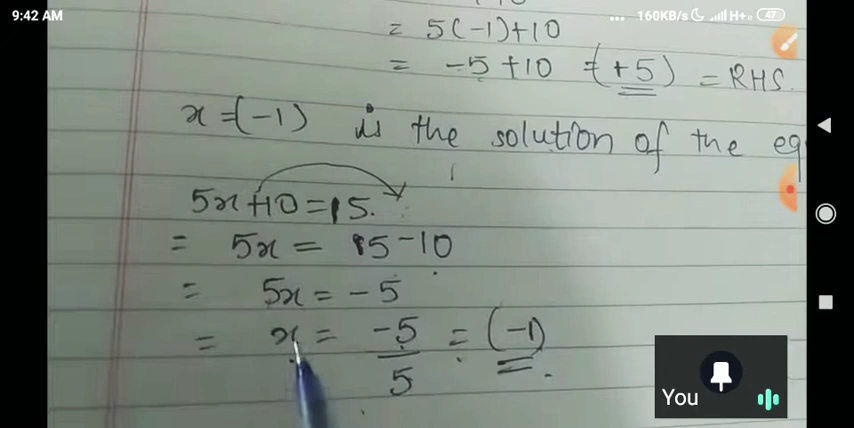 9:42 AM ... 160KB/s H+ 47
= 5(-1)+10
= -5+10 = (+5) = RHS.
x=(-1) is the solution of the eq
5x+10=15.
= 5x = 15-10
= 5x = -5
= x = -5/5 = (-1)
You